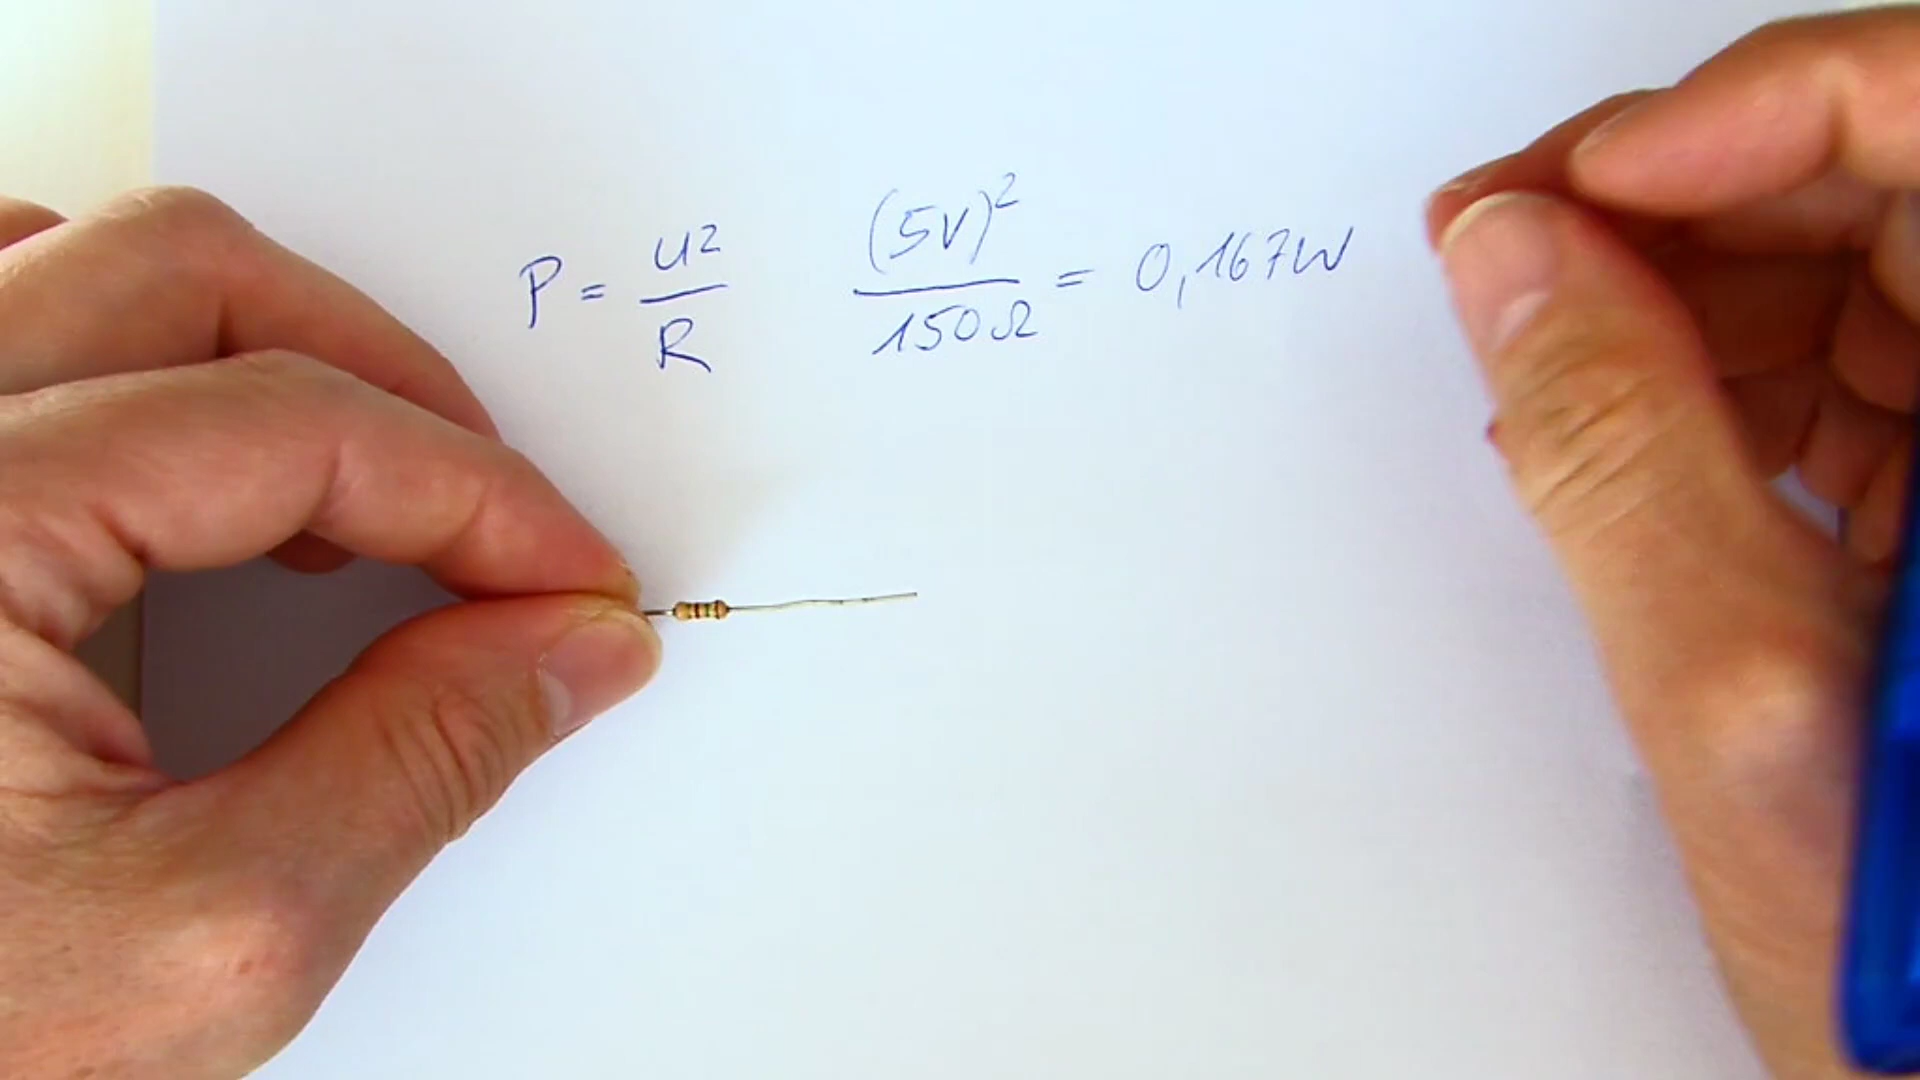 P = U²/R (5V)²/150Ω = 0,167W